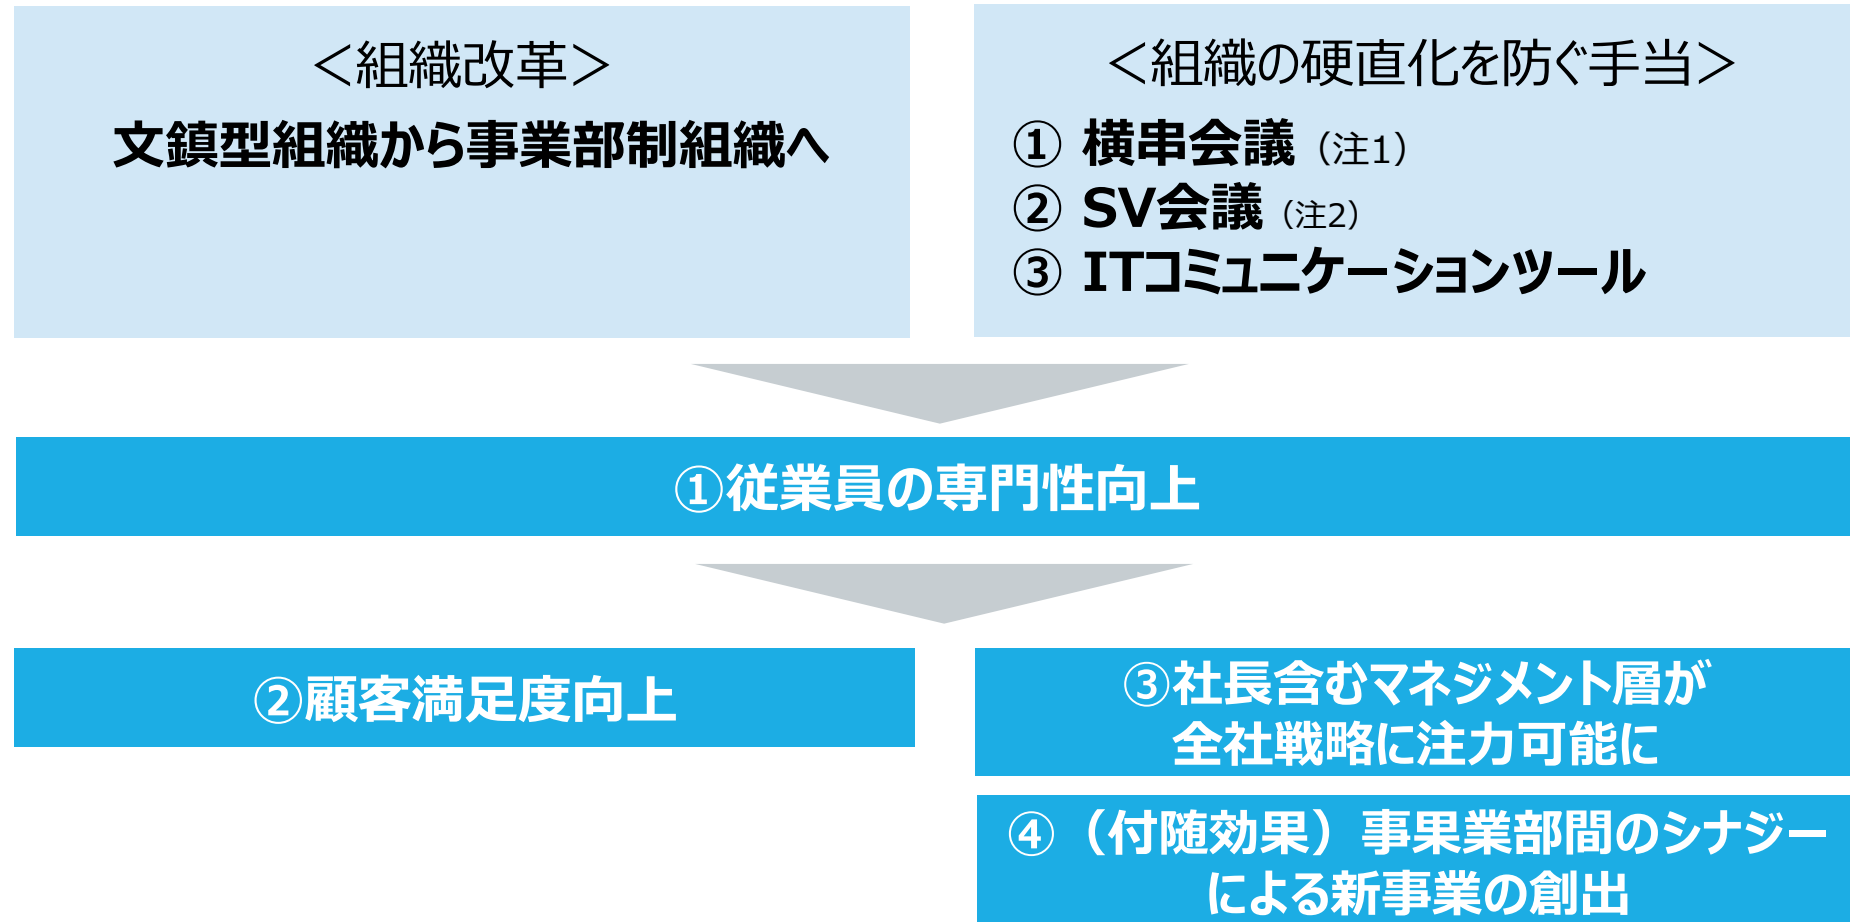 ＜組織改革＞
文鎮型組織から事業部制組織へ
＜組織の硬直化を防ぐ手当＞
① 横串会議（注1）
② SV会議（注2）
③ ITコミュニケーションツール
①従業員の専門性向上
②顧客満足度向上
③社長含むマネジメント層が
全社戦略に注力可能に
④（付随効果）事果業部間のシナジー
による新事業の創出